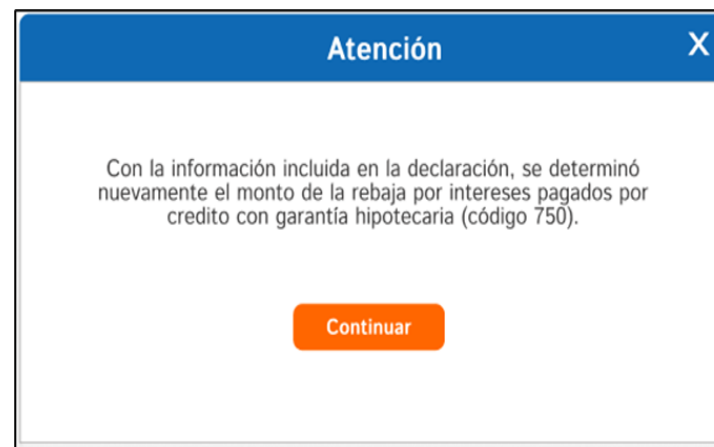 Atención
X
Con la información incluida en la declaración, se determinó
nuevamente el monto de la rebaja por intereses pagados por
credito con garantía hipotecaria (código 750).
Continuar